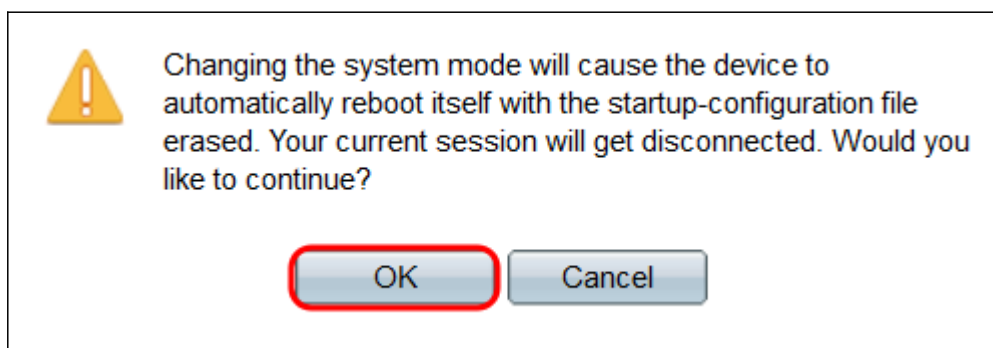 Changing the system mode will cause the device to
automatically reboot itself with the startup-configuration file
erased. Your current session will get disconnected. Would you
like to continue?
OK
Cancel